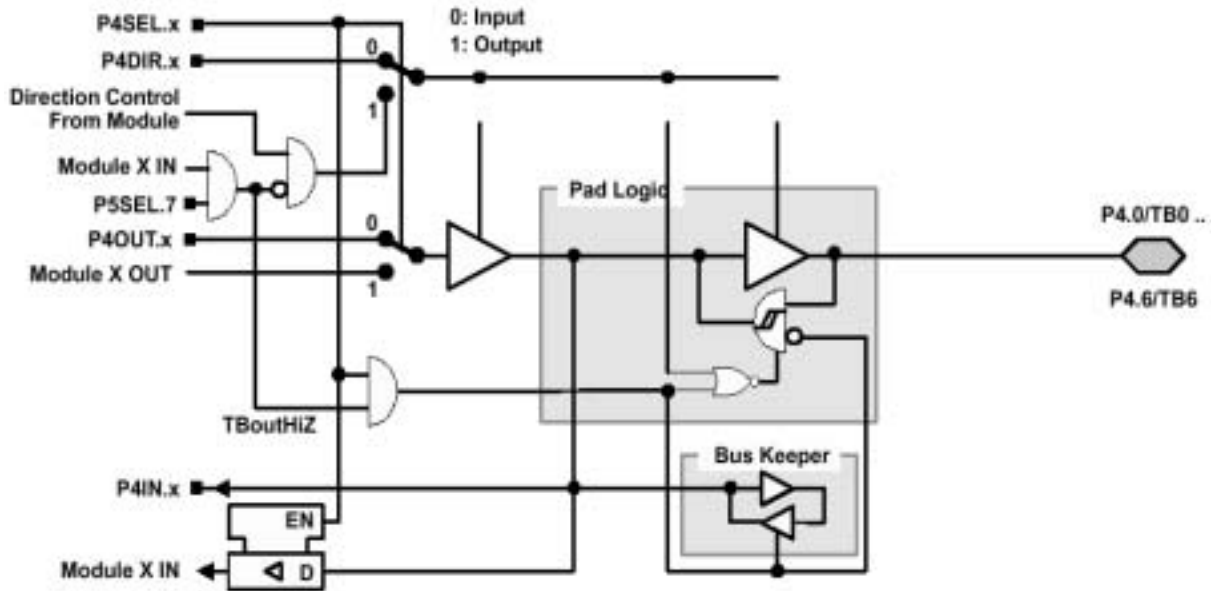 P4SEL.x
0: Input
1: Output
P4DIR.x
0
Direction Control
From Module
1
Module X IN
Pad Logic
P5SEL.7
P4.0/TB0 ..
0
P4OUT.x
Module X OUT
1
P4.6/TB6
TBoutHiZ
Bus Keeper
P4IN.x
EN
Module X IN
D